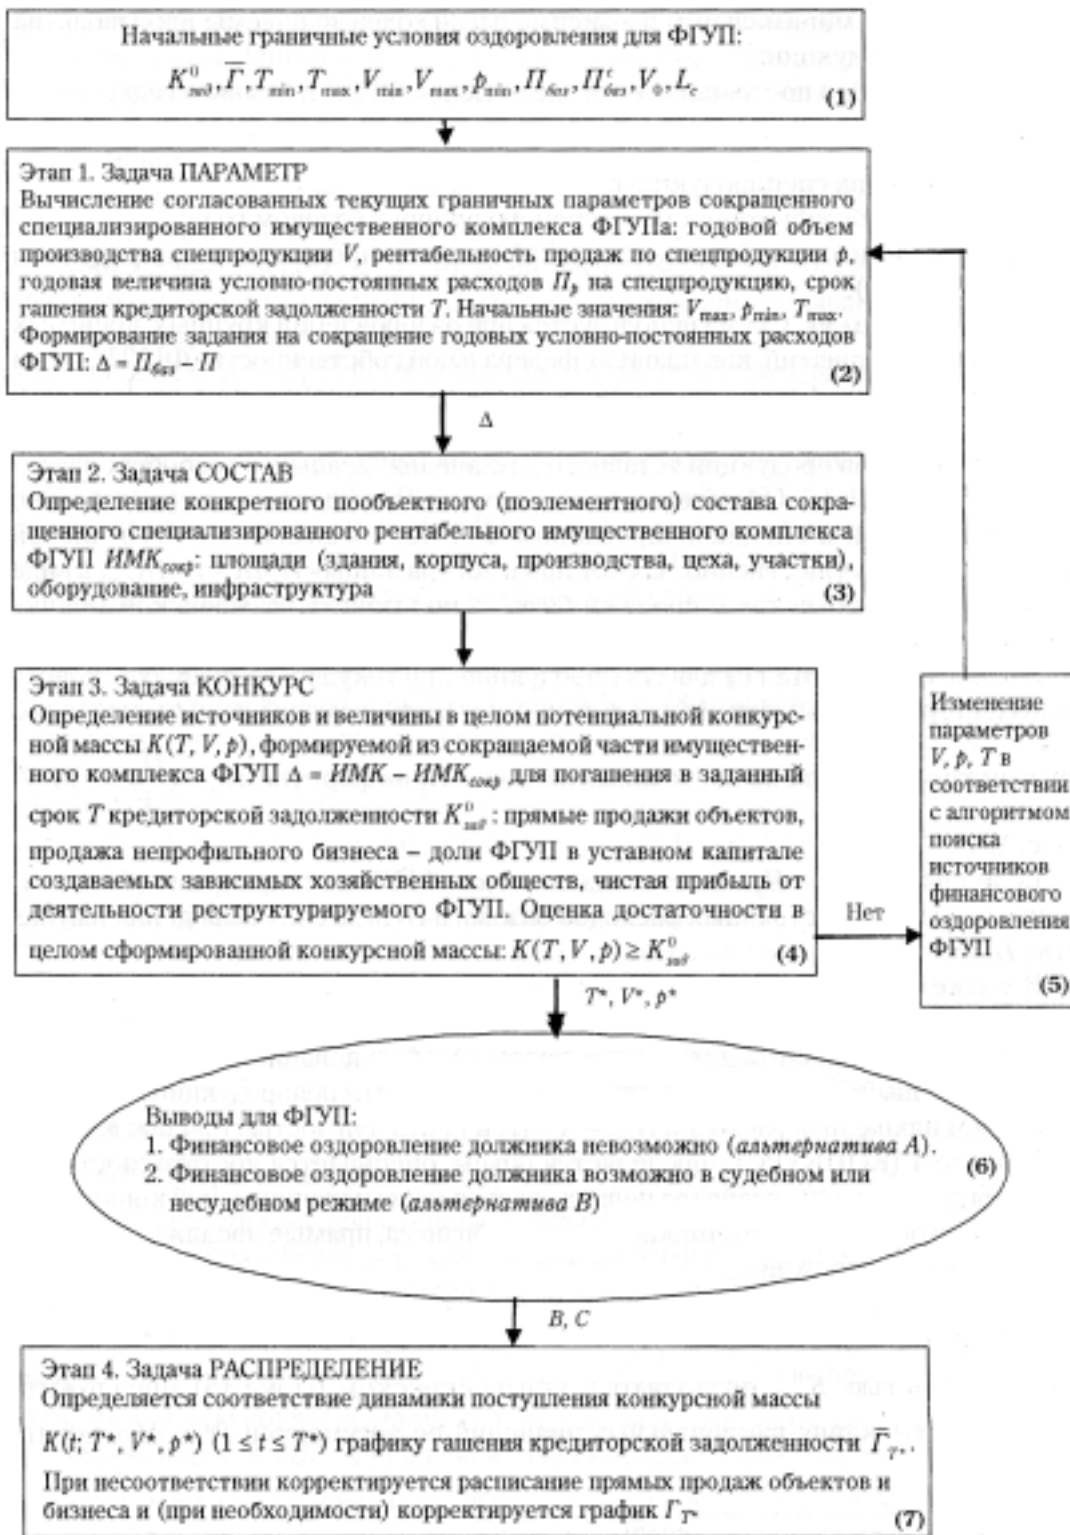 Начальные граничные условия оздоровления для ФГУП:
K⁰зад, Γ̅, Tmin, Tmax, Vmin, Vmax, pmin, Πбаз, Πᶜбаз, V₀, Lc
(1)
Этап 1. Задача ПАРАМЕТР
Вычисление согласованных текущих граничных параметров сокращенного
специализированного имущественного комплекса ФГУПа: годовой объем
производства спецпродукции V, рентабельность продаж по спецпродукции p,
годовая величина условно-постоянных расходов Πp на спецпродукцию, срок
гашения кредиторской задолженности T. Начальные значения: Vmax, pmin, Tmax.
Формирование задания на сокращение годовых условно-постоянных расходов
ФГУП: Δ = Πбаз – Π
(2)
Δ
Этап 2. Задача СОСТАВ
Определение конкретного пообъектного (поэлементного) состава сокра-
щенного специализированного рентабельного имущественного комплекса
ФГУП ИМКсокр: площади (здания, корпуса, производства, цеха, участки),
оборудование, инфраструктура
(3)
Этап 3. Задача КОНКУРС
Определение источников и величины в целом потенциальной конкурс-
ной массы K(T, V, p), формируемой из сокращаемой части имуществен-
ного комплекса ФГУП Δ = ИМК – ИМКсокр для погашения в заданный
срок T кредиторской задолженности K⁰зад : прямые продажи объектов,
продажа непрофильного бизнеса – доли ФГУП в уставном капитале
создаваемых зависимых хозяйственных обществ, чистая прибыль от
деятельности реструктурируемого ФГУП. Оценка достаточности в
целом сформированной конкурсной массы: K(T, V, p) ≥ K⁰зад
(4)
Нет
Изменение
параметров
V, p, T в
соответствии
с алгоритмом
поиска
источников
финансового
оздоровления
ФГУП
(5)
T*, V*, p*
Выводы для ФГУП:
1. Финансовое оздоровление должника невозможно (альтернатива A).
2. Финансовое оздоровление должника возможно в судебном или
несудебном режиме (альтернатива B)
(6)
B, C
Этап 4. Задача РАСПРЕДЕЛЕНИЕ
Определяется соответствие динамики поступления конкурсной массы
K(t; T*, V*, p*) (1 ≤ t ≤ T*) графику гашения кредиторской задолженности Γ̅T*.
При несоответствии корректируется расписание прямых продаж объектов и
бизнеса и (при необходимости) корректируется график ΓT*
(7)